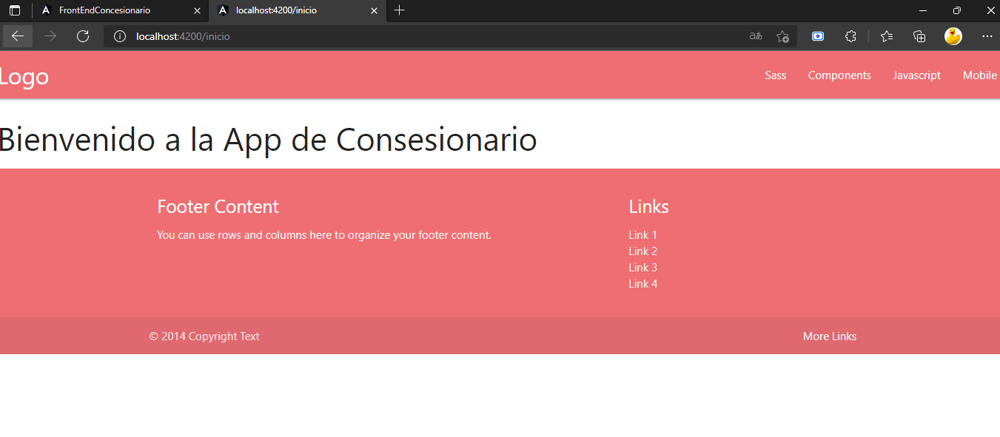 FrontEndConcesionario
localhost:4200/inicio
localhost:4200/inicio
aあ
Logo
Sass Components Javascript Mobile
Bienvenido a la App de Consesionario
Footer Content
Links
You can use rows and columns here to organize your footer content.
Link 1
Link 2
Link 3
Link 4
© 2014 Copyright Text
More Links